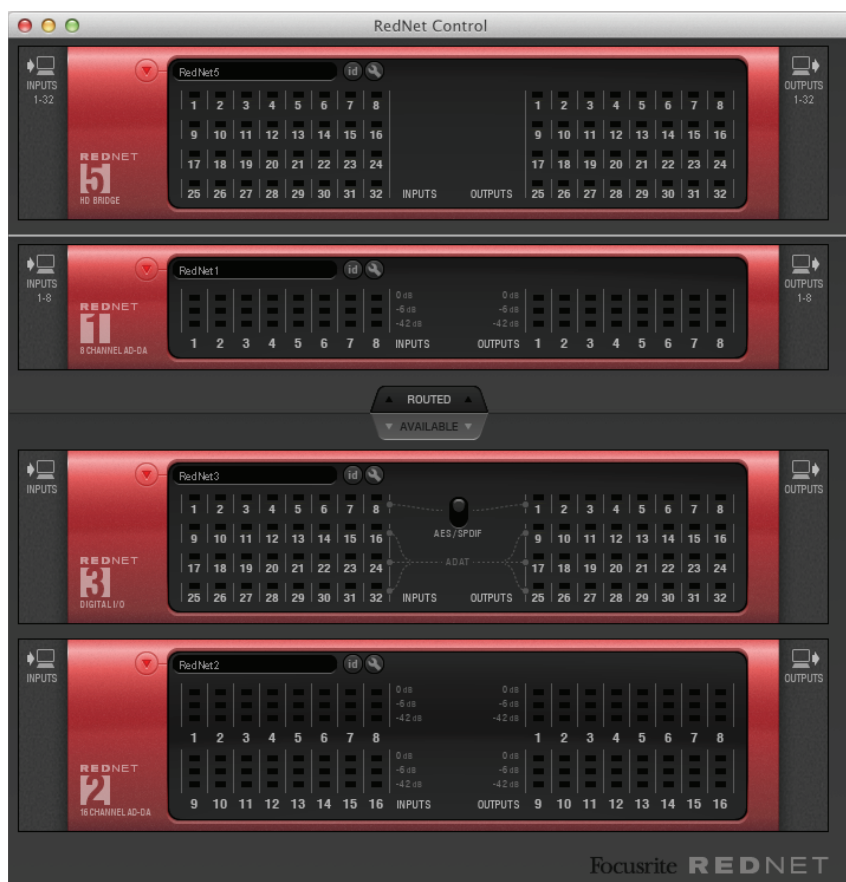 RedNet Control
INPUTS
1-32
RedNet5
id
OUTPUTS
1-32
1 2 3 4 5 6 7 8 1 2 3 4 5 6 7 8
9 10 11 12 13 14 15 16 9 10 11 12 13 14 15 16
17 18 19 20 21 22 23 24 17 18 19 20 21 22 23 24
25 26 27 28 29 30 31 32 INPUTS OUTPUTS 25 26 27 28 29 30 31 32
REDNET
5
HD BRIDGE
INPUTS
1-8
RedNet1
id
OUTPUTS
1-8
0 dB 0 dB
-6 dB -6 dB
-42 dB -42 dB
1 2 3 4 5 6 7 8 INPUTS OUTPUTS 1 2 3 4 5 6 7 8
REDNET
1
8 CHANNEL AD-DA
ROUTED
AVAILABLE
INPUTS
RedNet3
id
OUTPUTS
1 2 3 4 5 6 7 8 1 2 3 4 5 6 7 8
AES/SPDIF
9 10 11 12 13 14 15 16 9 10 11 12 13 14 15 16
ADAT
17 18 19 20 21 22 23 24 17 18 19 20 21 22 23 24
25 26 27 28 29 30 31 32 INPUTS OUTPUTS 25 26 27 28 29 30 31 32
REDNET
3
DIGITAL I/O
INPUTS
RedNet2
id
OUTPUTS
0 dB 0 dB
-6 dB -6 dB
-42 dB -42 dB
1 2 3 4 5 6 7 8 1 2 3 4 5 6 7 8
0 dB 0 dB
-6 dB -6 dB
-42 dB -42 dB
9 10 11 12 13 14 15 16 INPUTS OUTPUTS 9 10 11 12 13 14 15 16
REDNET
2
16 CHANNEL AD-DA
Focusrite REDNET